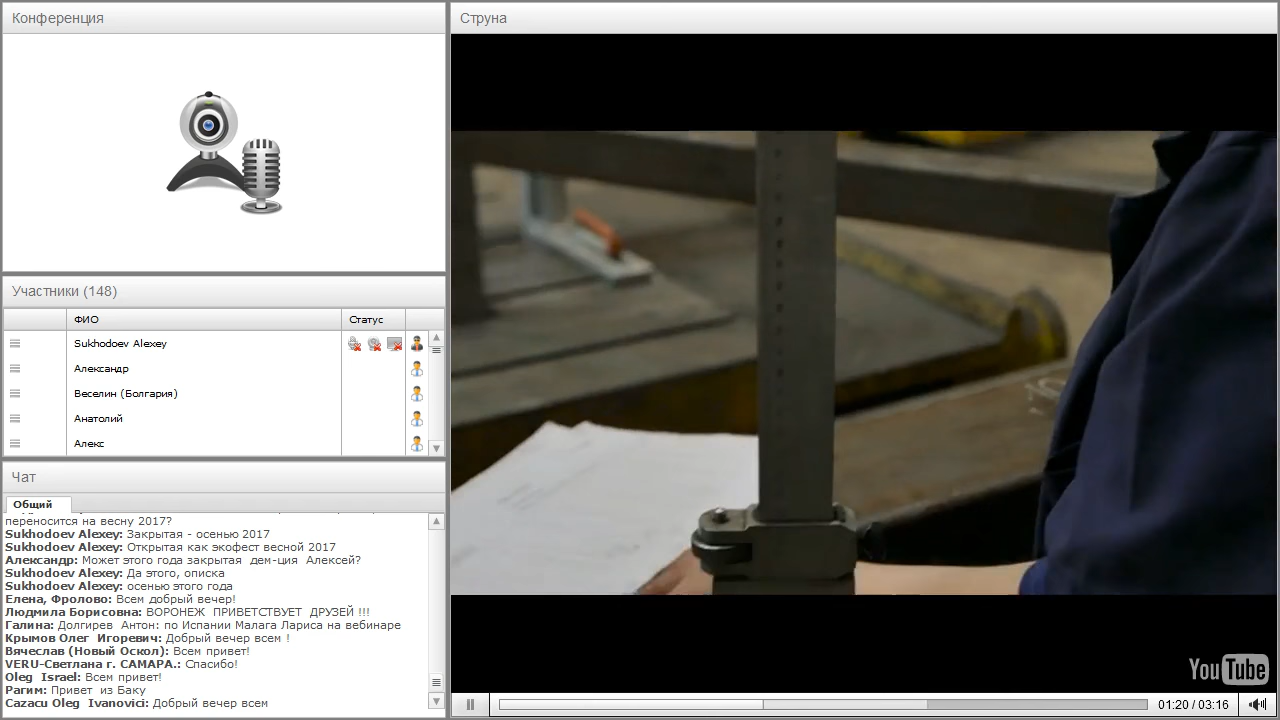 Конференция
Струна
Участники (148)
ФИО
Статус
Sukhodoev Alexey
Александр
Веселин (Болгария)
Анатолий
Алекс
Чат
Общий
переносится на весну 2017?
Sukhodoev Alexey: Закрытая - осенью 2017
Sukhodoev Alexey: Открытая как экофест весной 2017
Александр: Может этого года закрытая дем-ция Алексей?
Sukhodoev Alexey: Да этого, описка
Sukhodoev Alexey: осенью этого года
Елена, Фролово: Всем добрый вечер!
Людмила Борисовна: ВОРОНЕЖ ПРИВЕТСТВУЕТ ДРУЗЕЙ !!!
Галина: Долгирев Антон: по Испании Малага Лариса на вебинаре
Крымов Олег Игоревич: Добрый вечер всем !
Вячеслав (Новый Оскол): Всем привет!
VERU-Светлана г. САМАРА.: Спасибо!
Oleg Israel: Всем привет!
Рагим: Привет из Баку
Cazacu Oleg Ivanovici: Добрый вечер всем
YouTube
01:20 / 03:16